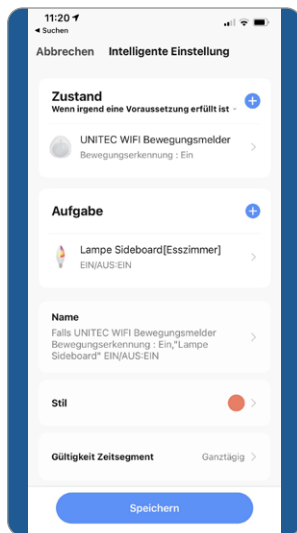 11:20
Suchen
Abbrechen Intelligente Einstellung
Zustand
Wenn irgend eine Voraussetzung erfüllt ist
UNITEC WIFI Bewegungsmelder
Bewegungserkennung : Ein
Aufgabe
Lampe Sideboard[Esszimmer]
EIN/AUS:EIN
Name
Falls UNITEC WIFI Bewegungsmelder
Bewegungserkennung : Ein,"Lampe
Sideboard" EIN/AUS:EIN
Stil
Gültigkeit Zeitsegment Ganztägig
Speichern